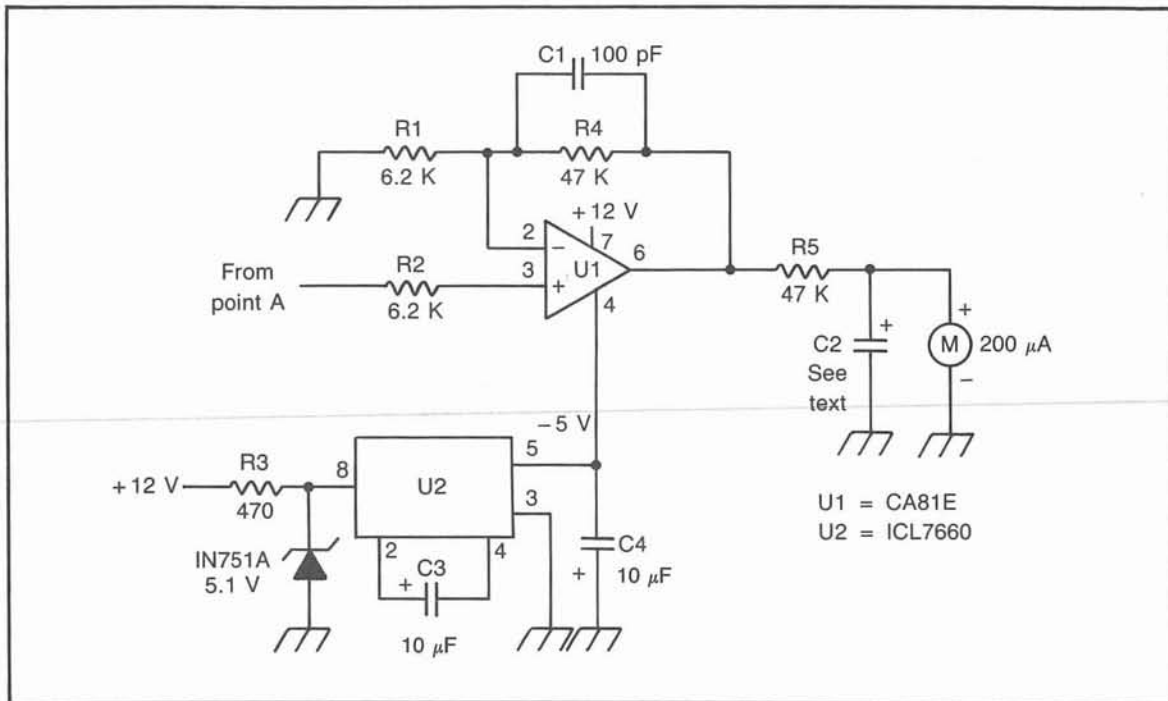 C1 100 pF
R1
6.2 K
R4
47 K
+12 V
2
−
7
6
U1
3
+
4
From
point A
R2
6.2 K
R5
47 K
C2
See
text
+
+
M
−
200 µA
−5 V
+12 V
R3
470
8
U2
5
3
2
4
IN751A
5.1 V
+
C3
10 µF
+
C4
10 µF
U1 = CA81E
U2 = ICL7660